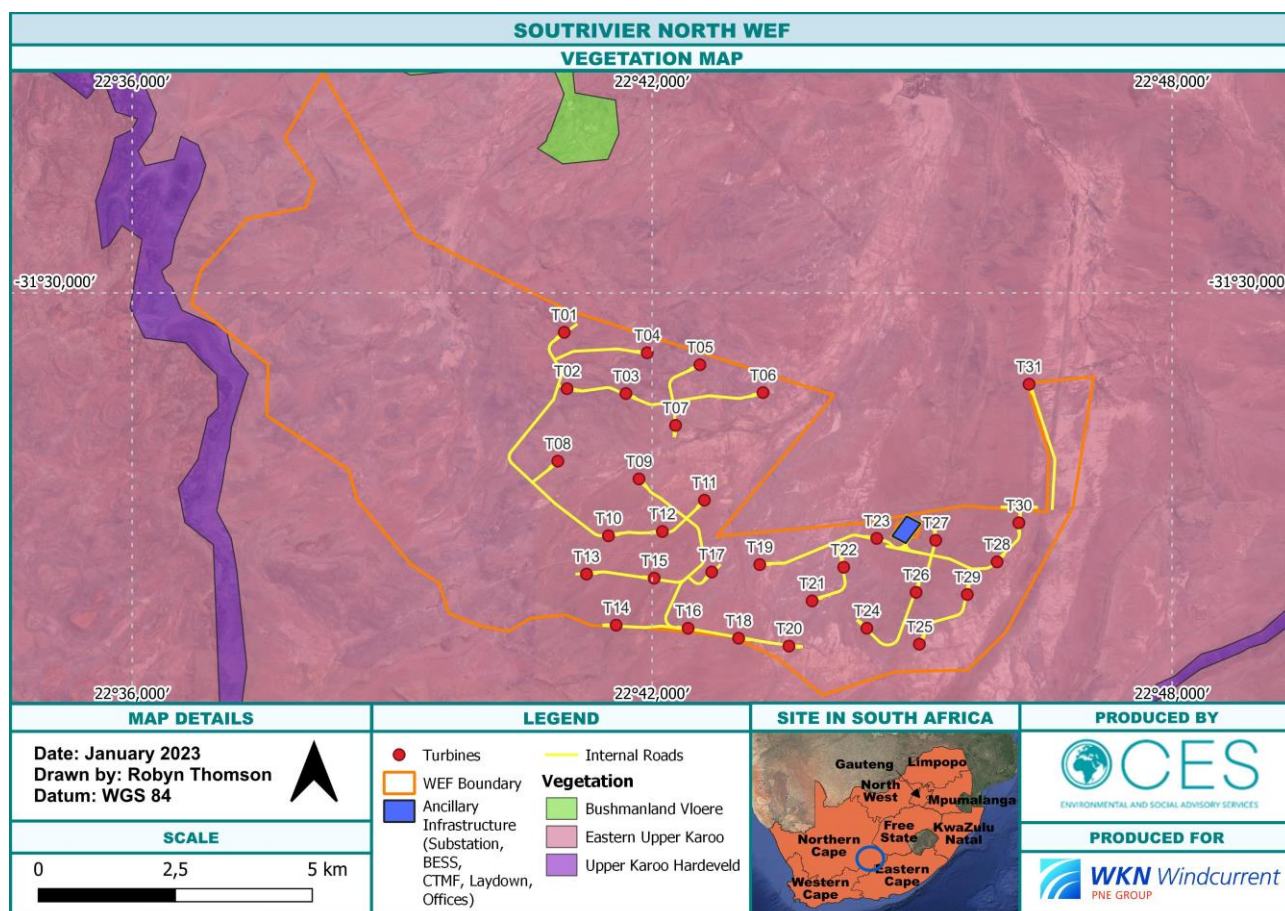 SOUTRIVIER NORTH WEF
VEGETATION MAP
22°36,000′ 22°42,000′ 22°48,000′
-31°30,000′ -31°30,000′
T01
T04
T05
T02
T03
T06
T31
T07
T08
T09
T11
T10
T12
T23
T27
T30
T13
T15
T17
T19
T22
T28
T21
T26
T29
T14
T16
T18
T20
T24
T25
22°36,000′ 22°42,000′ 22°48,000′
MAP DETAILS
Date: January 2023
Drawn by: Robyn Thomson
Datum: WGS 84
SCALE
0 2,5 5 km
LEGEND
Turbines
WEF Boundary
Ancillary
Infrastructure
(Substation,
BESS,
CTMF, Laydown,
Offices)
Internal Roads
Vegetation
Bushmanland Vloere
Eastern Upper Karoo
Upper Karoo Hardeveld
SITE IN SOUTH AFRICA
Limpopo
Gauteng
North
West
Mpumalanga
Free
State
KwaZulu
Natal
Northern
Cape
Eastern
Cape
Western
Cape
PRODUCED BY
CES
ENVIRONMENTAL AND SOCIAL ADVISORY SERVICES
PRODUCED FOR
WKN Windcurrent
PNE GROUP